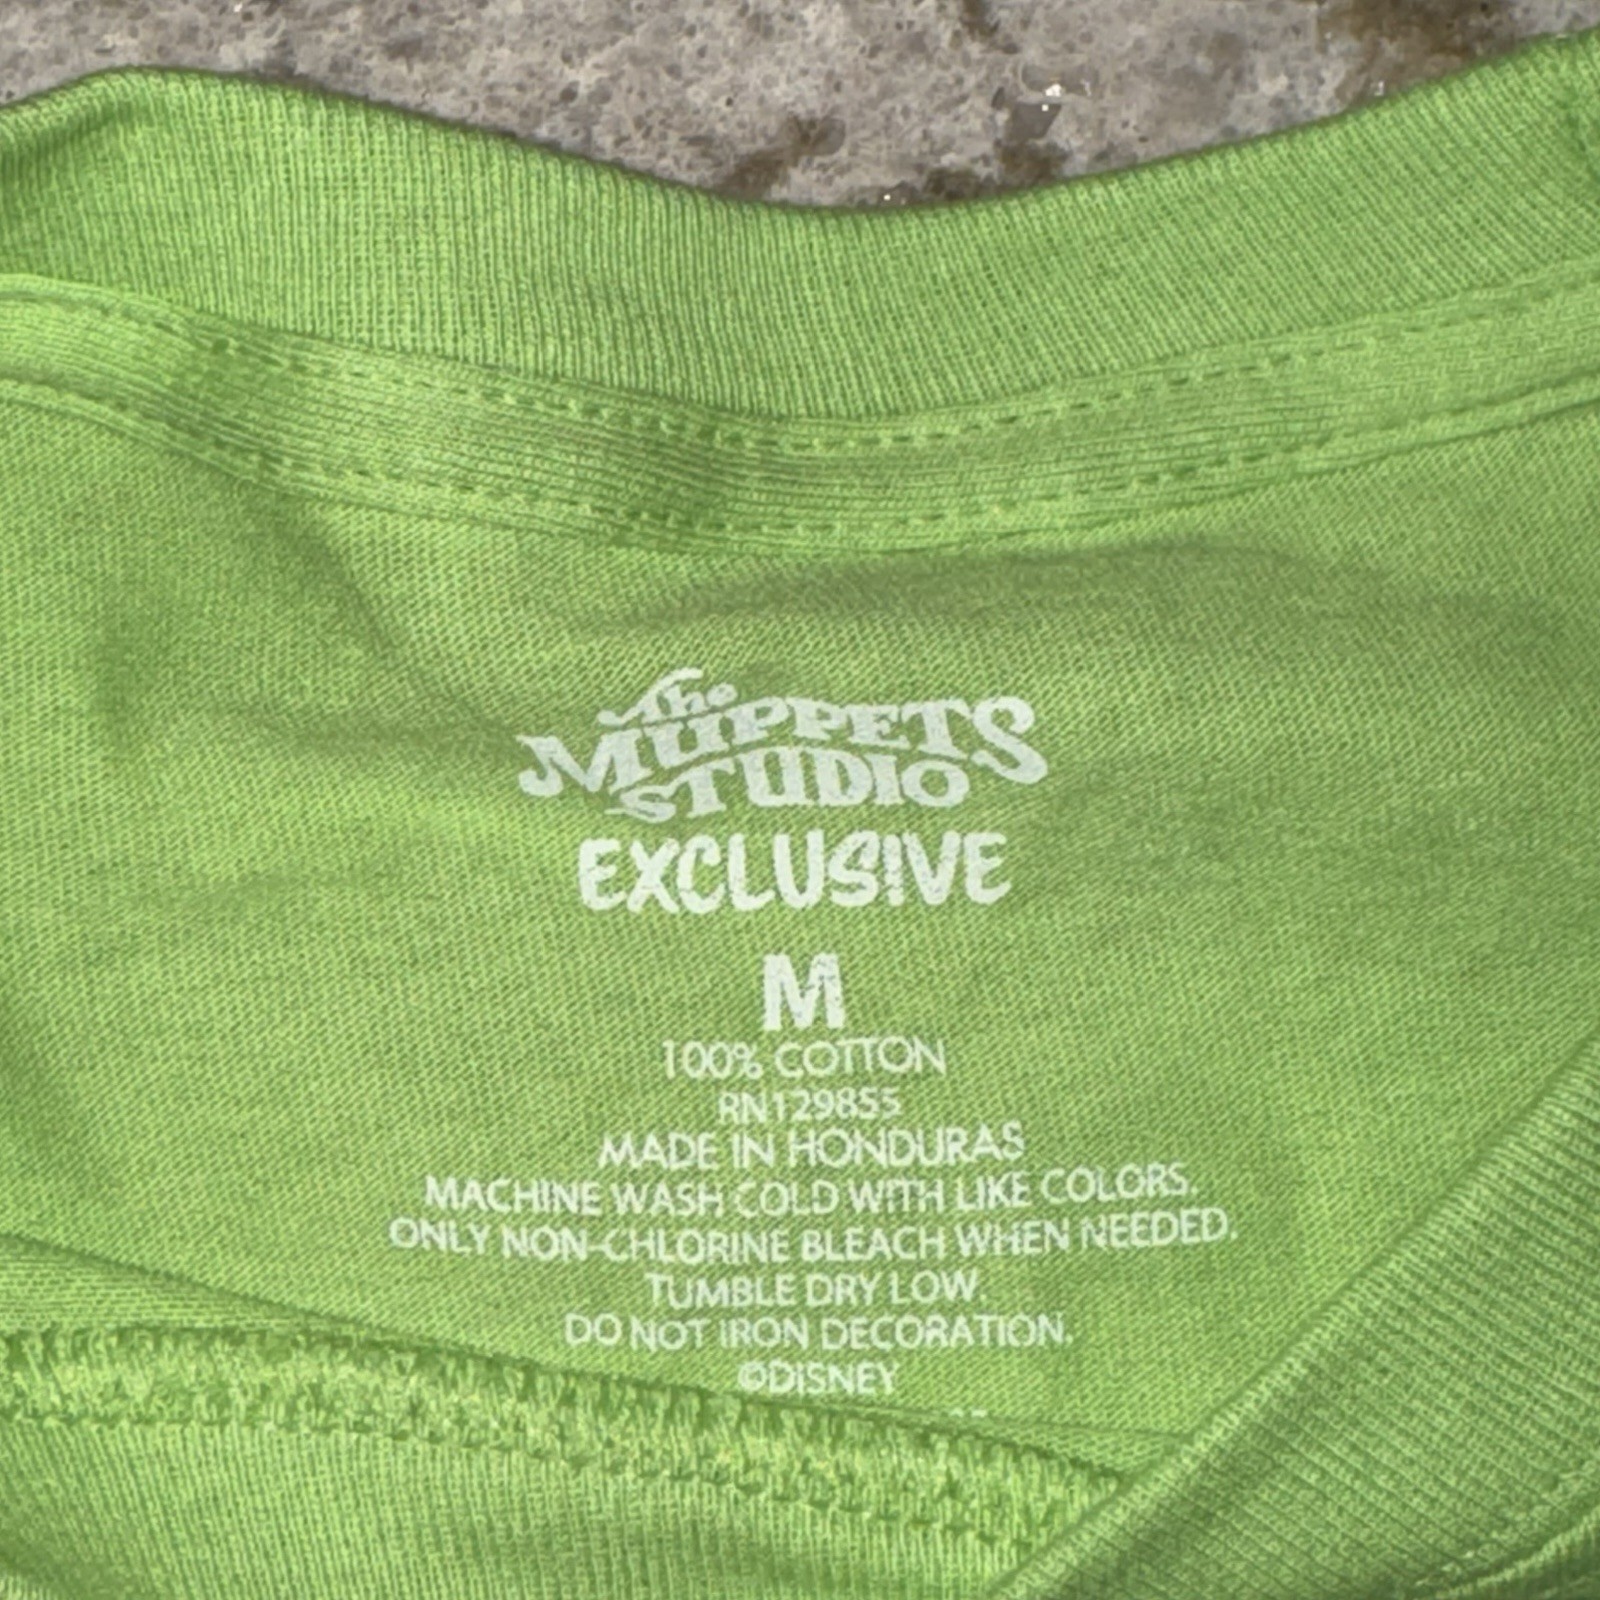 The
MUPPETS
STUDIO
EXCLUSIVE
M
100% COTTON
RN129855
MADE IN HONDURAS
MACHINE WASH COLD WITH LIKE COLORS.
ONLY NON-CHLORINE BLEACH WHEN NEEDED.
TUMBLE DRY LOW.
DO NOT IRON DECORATION.
©DISNEY